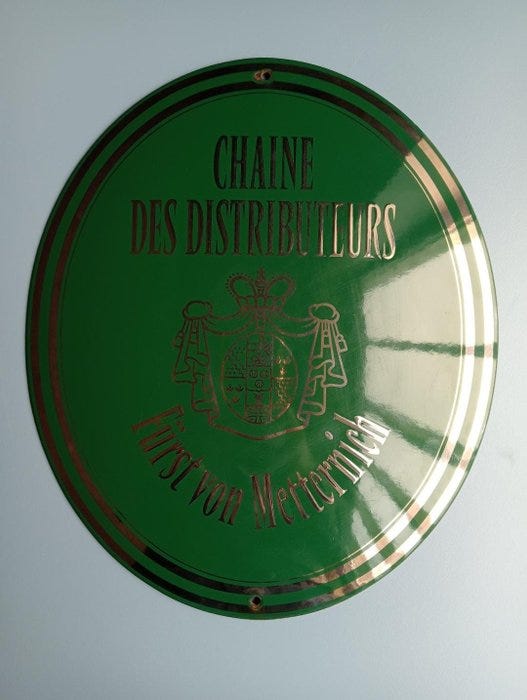 CHAINE
DES DISTRIBUTEURS
Fürst von Metternich